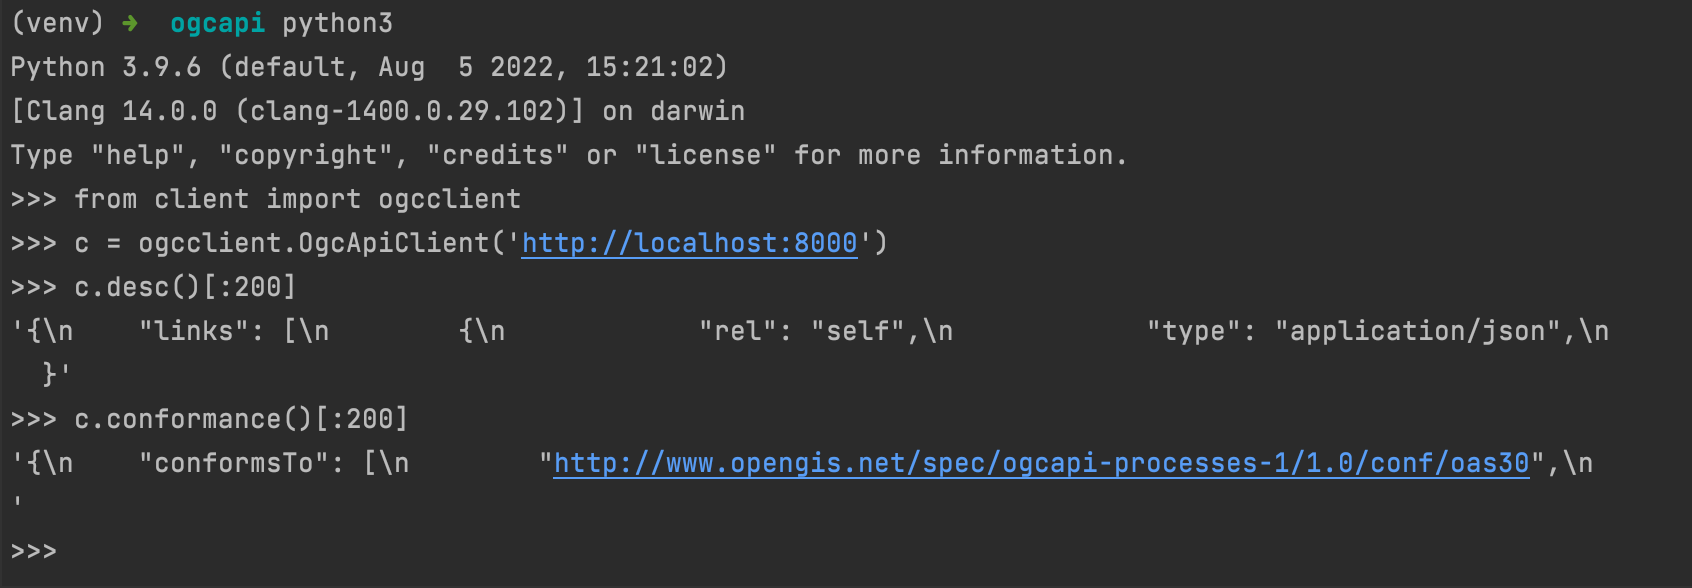 (venv) ➜  ogcapi python3
Python 3.9.6 (default, Aug  5 2022, 15:21:02)
[Clang 14.0.0 (clang-1400.0.29.102)] on darwin
Type "help", "copyright", "credits" or "license" for more information.
>>> from client import ogcclient
>>> c = ogcclient.OgcApiClient('http://localhost:8000')
>>> c.desc()[:200]
'{\n    "links": [\n        {\n            "rel": "self",\n            "type": "application/json",\n
  }'
>>> c.conformance()[:200]
'{\n    "conformsTo": [\n        "http://www.opengis.net/spec/ogcapi-processes-1/1.0/conf/oas30",\n
'
>>>